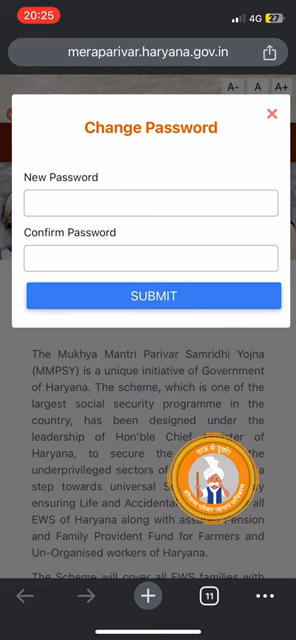 20:25
4G 27
meraparivar.haryana.gov.in
A- A A+
×
Change Password
New Password
Confirm Password
SUBMIT
The Mukhya Mantri Parivar Samridhi Yojna
(MMPSY) is a unique initiative of Government
of Haryana. The scheme, which is one of the
largest social security programme in the
country, has been designed under the
leadership of Hon'ble Chief Minister of
Haryana, to secure the
underprivileged sectors of a
step towards universal
ensuring Life and Accidental all
EWS of Haryana along with Pension
and Family Provident Fund for Farmers and
Un-Organised workers of Haryana.
The Scheme will cover all EWS families with
ताऊ से पूछो!
11